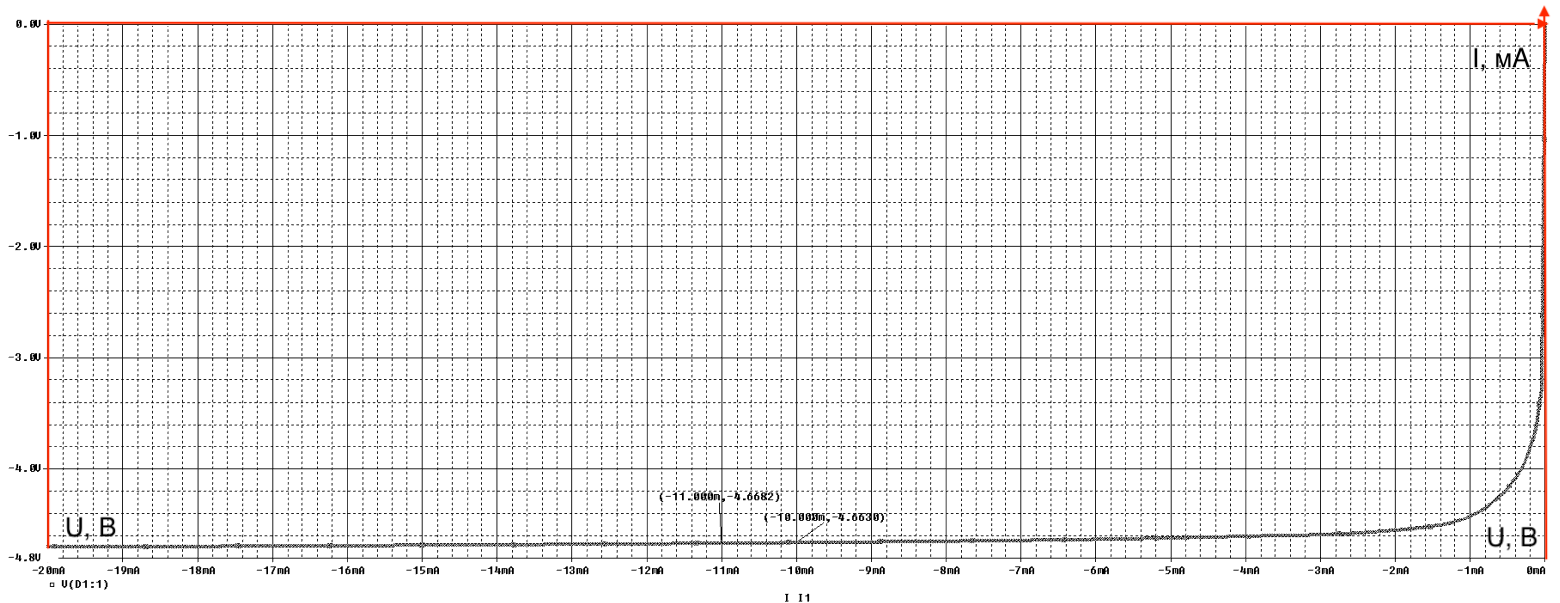 0.0V
I, мА
-1.0V
-2.0V
-3.0V
-4.0V
(-11.000m,-4.6682)
(-10.000m,-4.6630)
U, В
U, В
-4.8V
-20mA -19mA -18mA -17mA -16mA -15mA -14mA -13mA -12mA -11mA -10mA -9mA -8mA -7mA -6mA -5mA -4mA -3mA -2mA -1mA 0mA
V(D1:1)
I I1